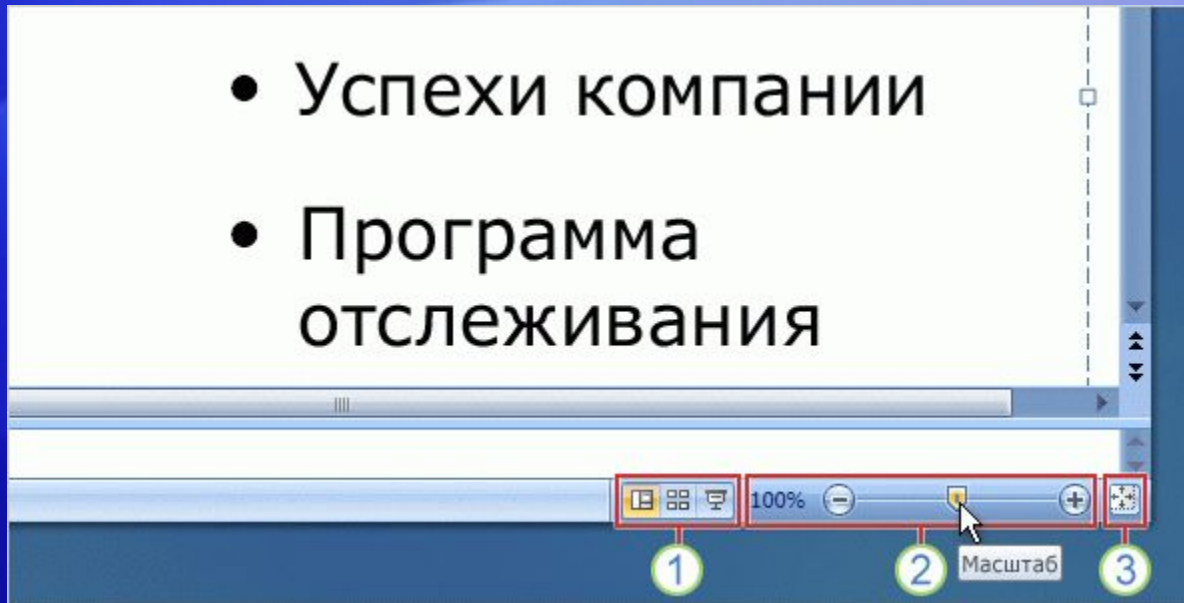 • Успехи компании
• Программа
отслеживания
100%
1
2
Масштаб
3